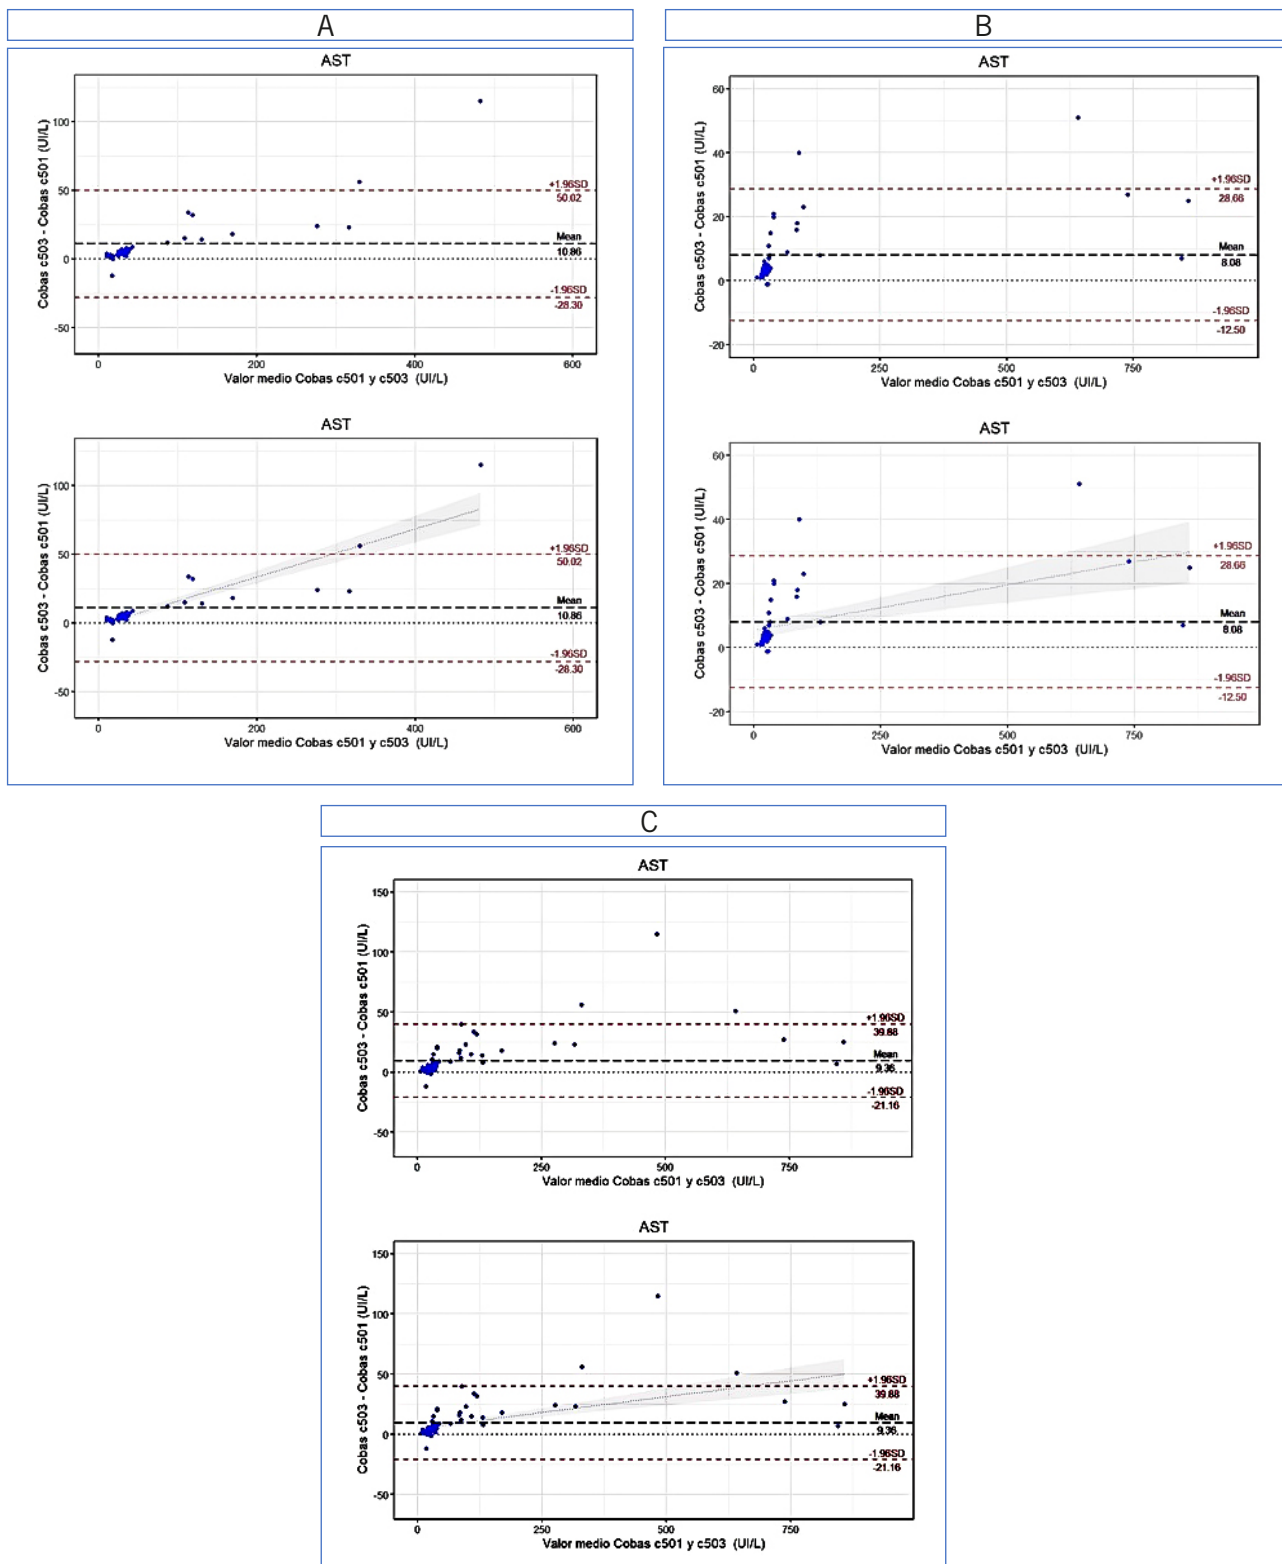 A
AST
Cobas c503 - Cobas c501 (UI/L)
100
50
0
-50
+1.96SD
50.02
Mean
10.86
-1.96SD
-28.30
0
200
400
600
Valor medio Cobas c501 y c503 (UI/L)
AST
Cobas c503 - Cobas c501 (UI/L)
100
50
0
-50
+1.96SD
50.02
Mean
10.86
-1.96SD
-28.30
0
200
400
600
Valor medio Cobas c501 y c503 (UI/L)
B
AST
Cobas c503 - Cobas c501 (UI/L)
60
40
20
0
-20
+1.96SD
28.66
Mean
8.08
-1.96SD
-12.50
0
250
500
750
Valor medio Cobas c501 y c503 (UI/L)
AST
Cobas c503 - Cobas c501 (UI/L)
60
40
20
0
-20
+1.96SD
28.66
Mean
8.08
-1.96SD
-12.50
0
250
500
750
Valor medio Cobas c501 y c503 (UI/L)
C
AST
Cobas c503 - Cobas c501 (UI/L)
150
100
50
0
-50
+1.96SD
39.88
Mean
9.36
-1.96SD
-21.16
0
250
500
750
Valor medio Cobas c501 y c503 (UI/L)
AST
Cobas c503 - Cobas c501 (UI/L)
150
100
50
0
-50
+1.96SD
39.88
Mean
9.36
-1.96SD
-21.16
0
250
500
750
Valor medio Cobas c501 y c503 (UI/L)